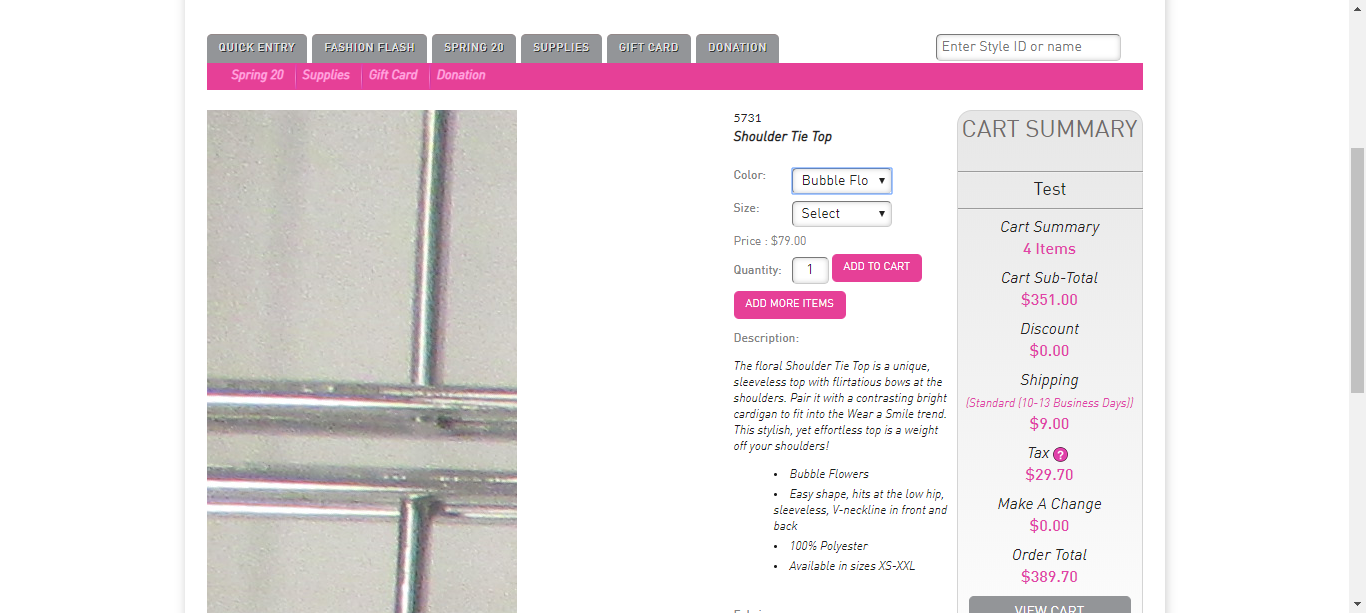 QUICK ENTRY
FASHION FLASH
SPRING 20
SUPPLIES
GIFT CARD
DONATION
Enter Style ID or name
Spring 20
Supplies
Gift Card
Donation
5731
Shoulder Tie Top
Color:
Bubble Flo
Size:
Select
Price : $79.00
Quantity:
1
ADD TO CART
ADD MORE ITEMS
Description:
The floral Shoulder Tie Top is a unique,
sleeveless top with flirtatious bows at the
shoulders. Pair it with a contrasting bright
cardigan to fit into the Wear a Smile trend.
This stylish, yet effortless top is a weight
off your shoulders!
• Bubble Flowers
• Easy shape, hits at the low hip,
sleeveless, V-neckline in front and
back
• 100% Polyester
• Available in sizes XS-XXL
CART SUMMARY
Test
Cart Summary
4 Items
Cart Sub-Total
$351.00
Discount
$0.00
Shipping
(Standard (10-13 Business Days))
$9.00
Tax ?
$29.70
Make A Change
$0.00
Order Total
$389.70
VIEW CART